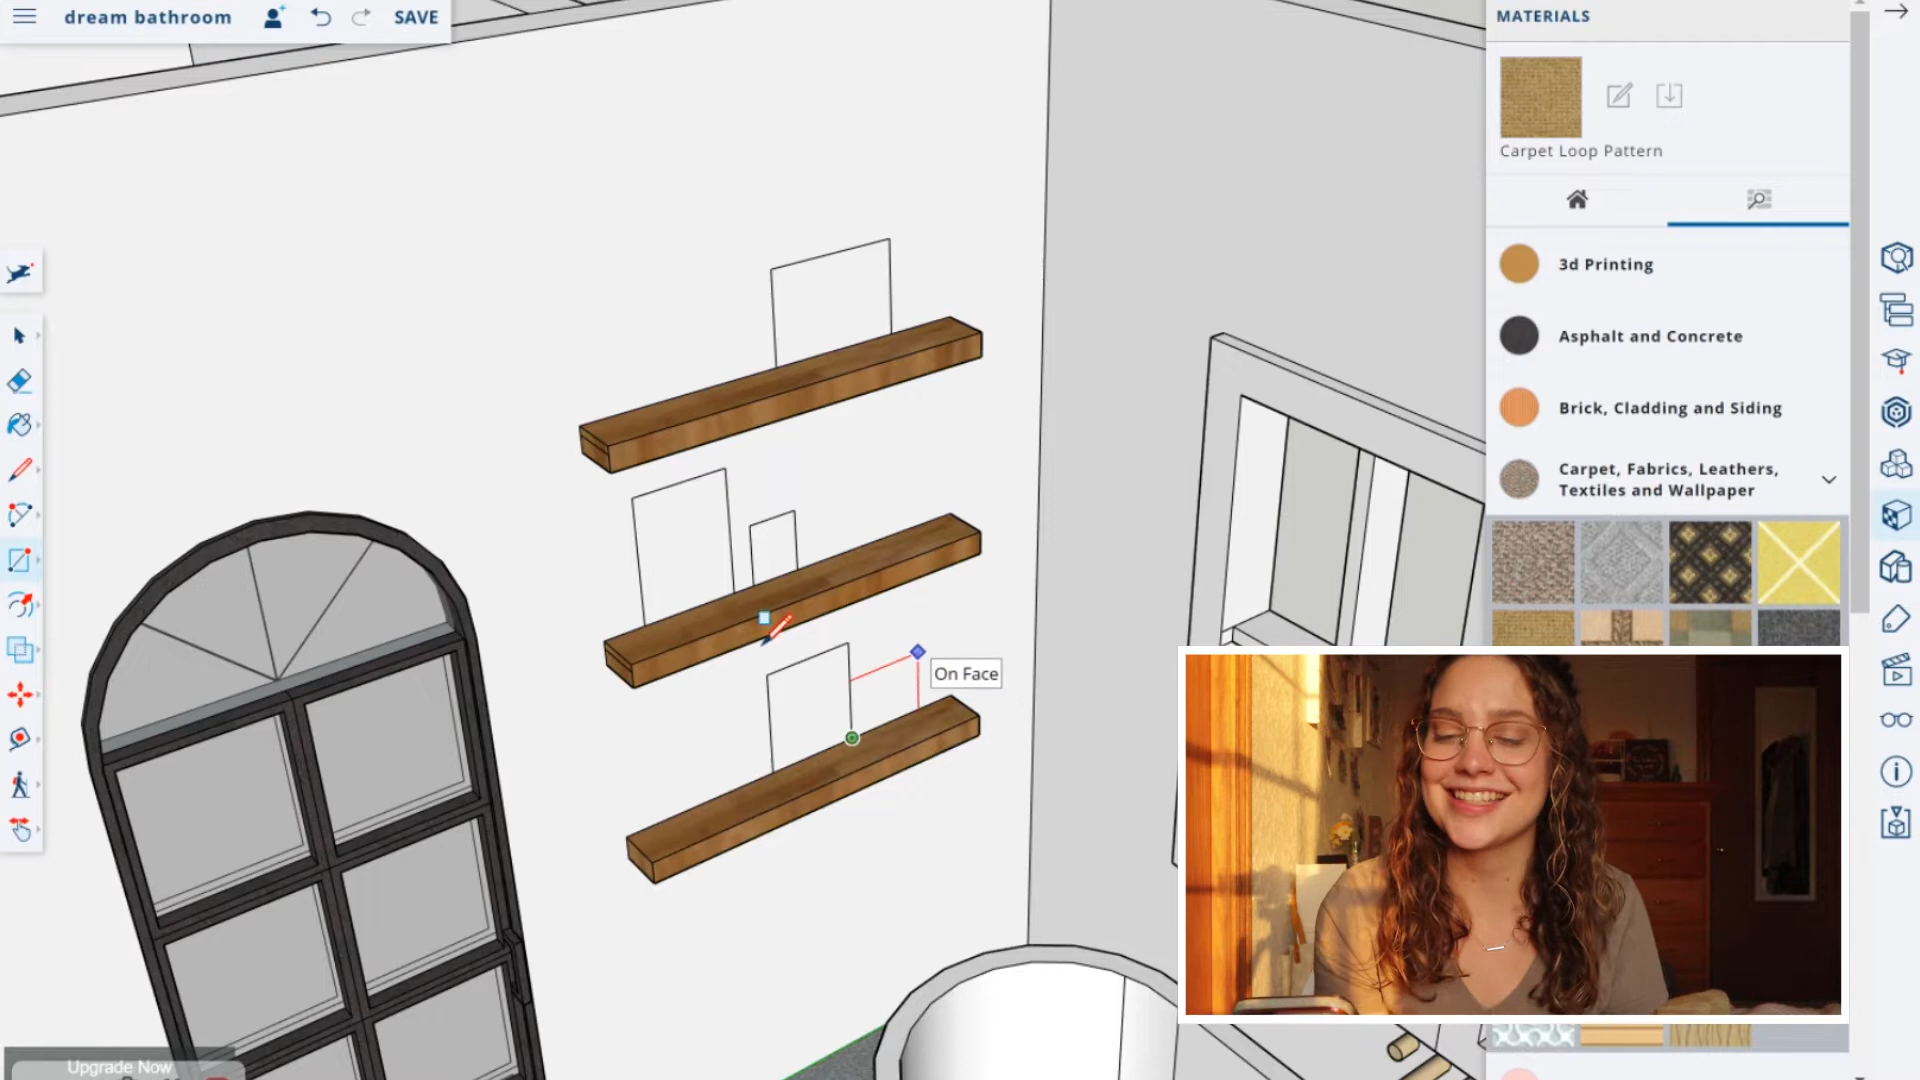 dream bathroom
SAVE
MATERIALS
Carpet Loop Pattern
3d Printing
Asphalt and Concrete
Brick, Cladding and Siding
Carpet, Fabrics, Leathers,
Textiles and Wallpaper
On Face
Upgrade Now